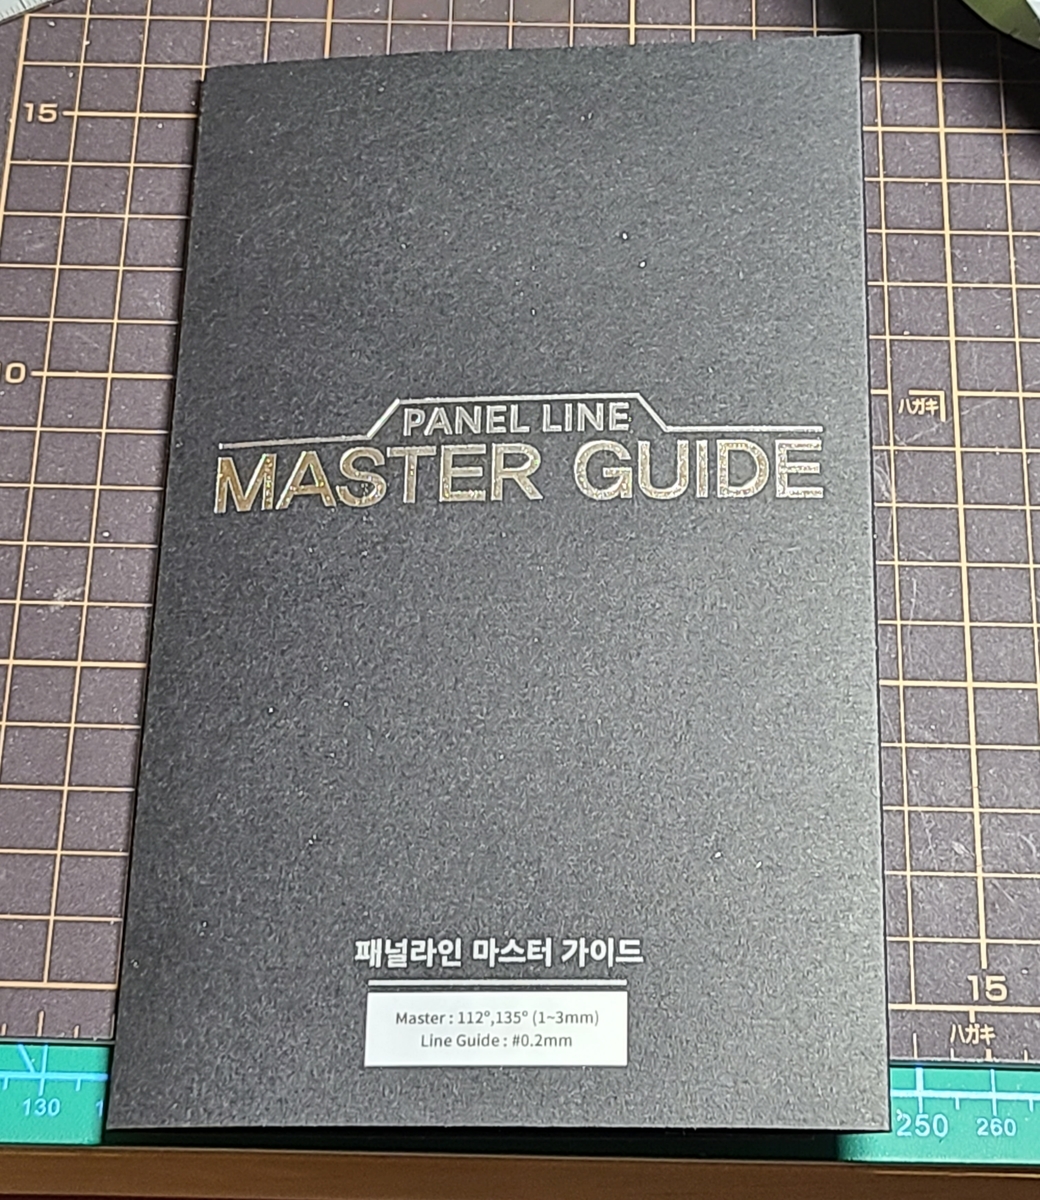 15
10
ハガキ
PANEL LINE
MASTER GUIDE
패널라인 마스터 가이드
Master : 112°,135° (1~3mm)
Line Guide : #0.2mm
15
ハガキ
130
250
260